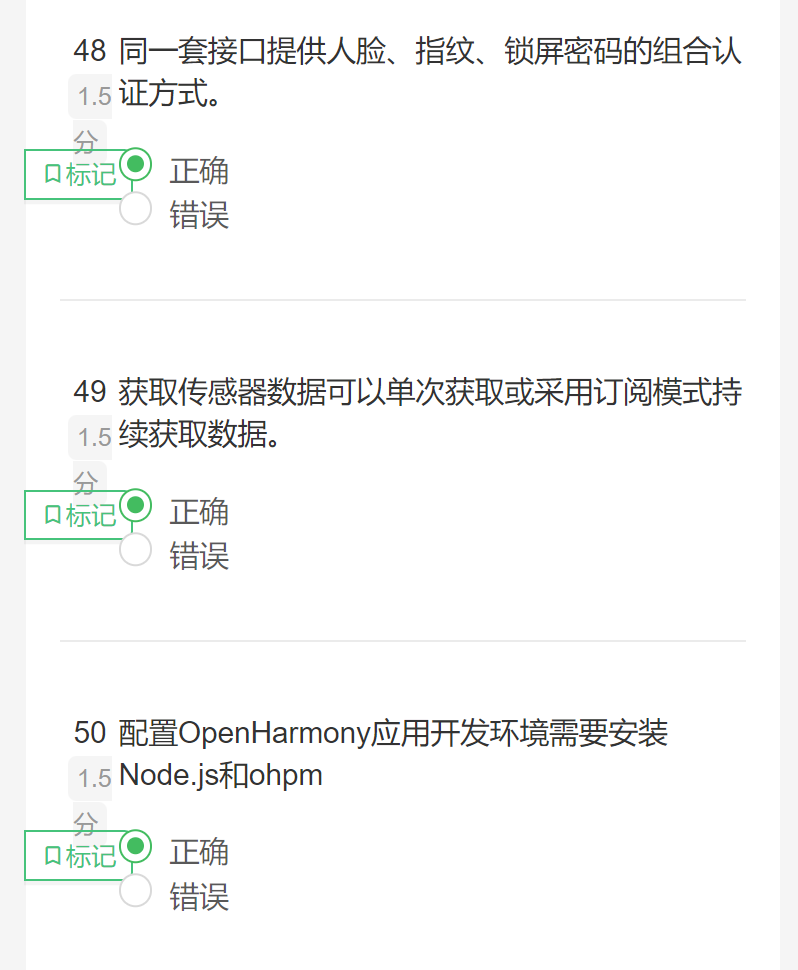 48 同一套接口提供人脸、指纹、锁屏密码的组合认
1.5 证方式。
分
标记 正确
错误
49 获取传感器数据可以单次获取或采用订阅模式持
1.5 续获取数据。
分
标记 正确
错误
50 配置OpenHarmony应用开发环境需要安装
1.5 Node.js和ohpm
分
标记 正确
错误